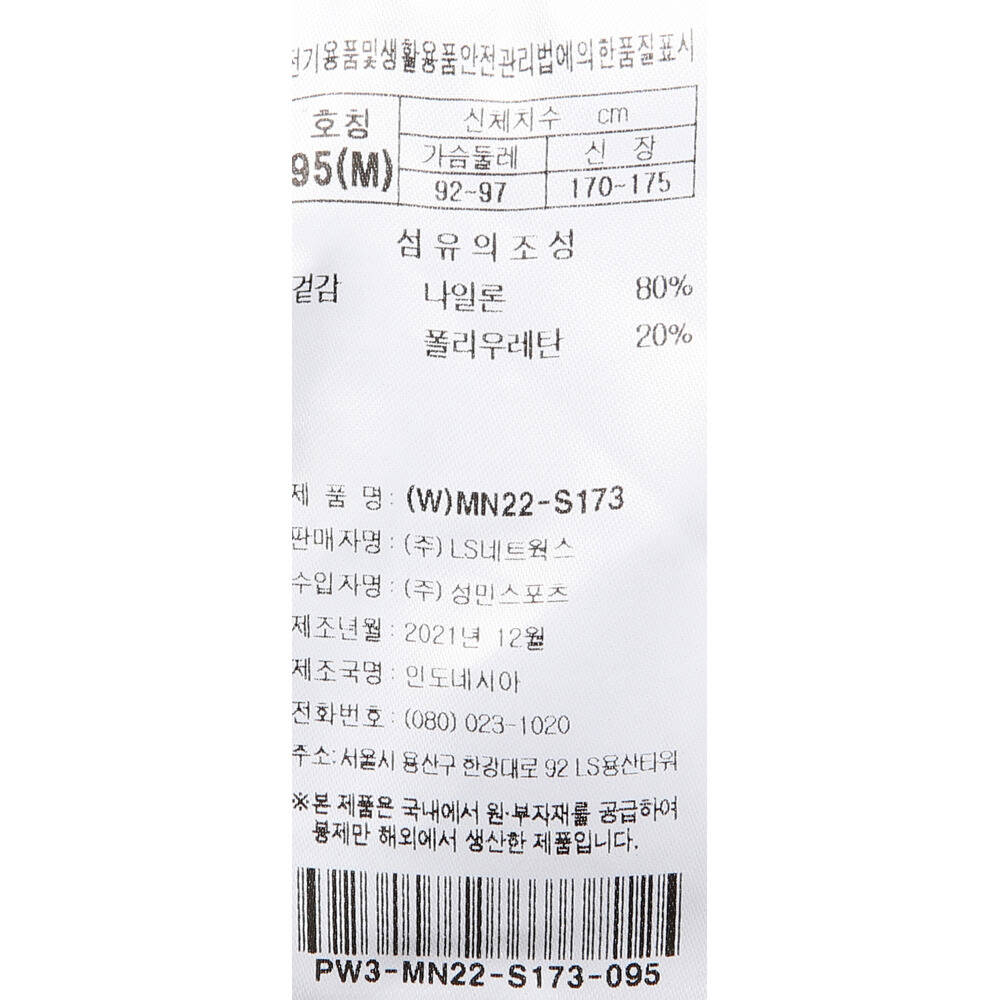 전기용품및생활용품안전관리법에의한품질표시
호칭 신체치수 cm
가슴둘레 신 장
95(M) 92-97 170-175
섬유의조성
겉감 나일론 80%
폴리우레탄 20%
제 품 명 : (W)MN22-S173
판매자명 : (주)LS네트웍스
수입자명 : (주)성민스포츠
제조년월 : 2021년 12월
제조국명 : 인도네시아
전화번호 : (080)023-1020
주소:서울시 용산구 한강대로 92 LS용산타워
※본 제품은 국내에서 원·부자재를 공급하여
봉제만 해외에서 생산한 제품입니다.
PW3-MN22-S173-095